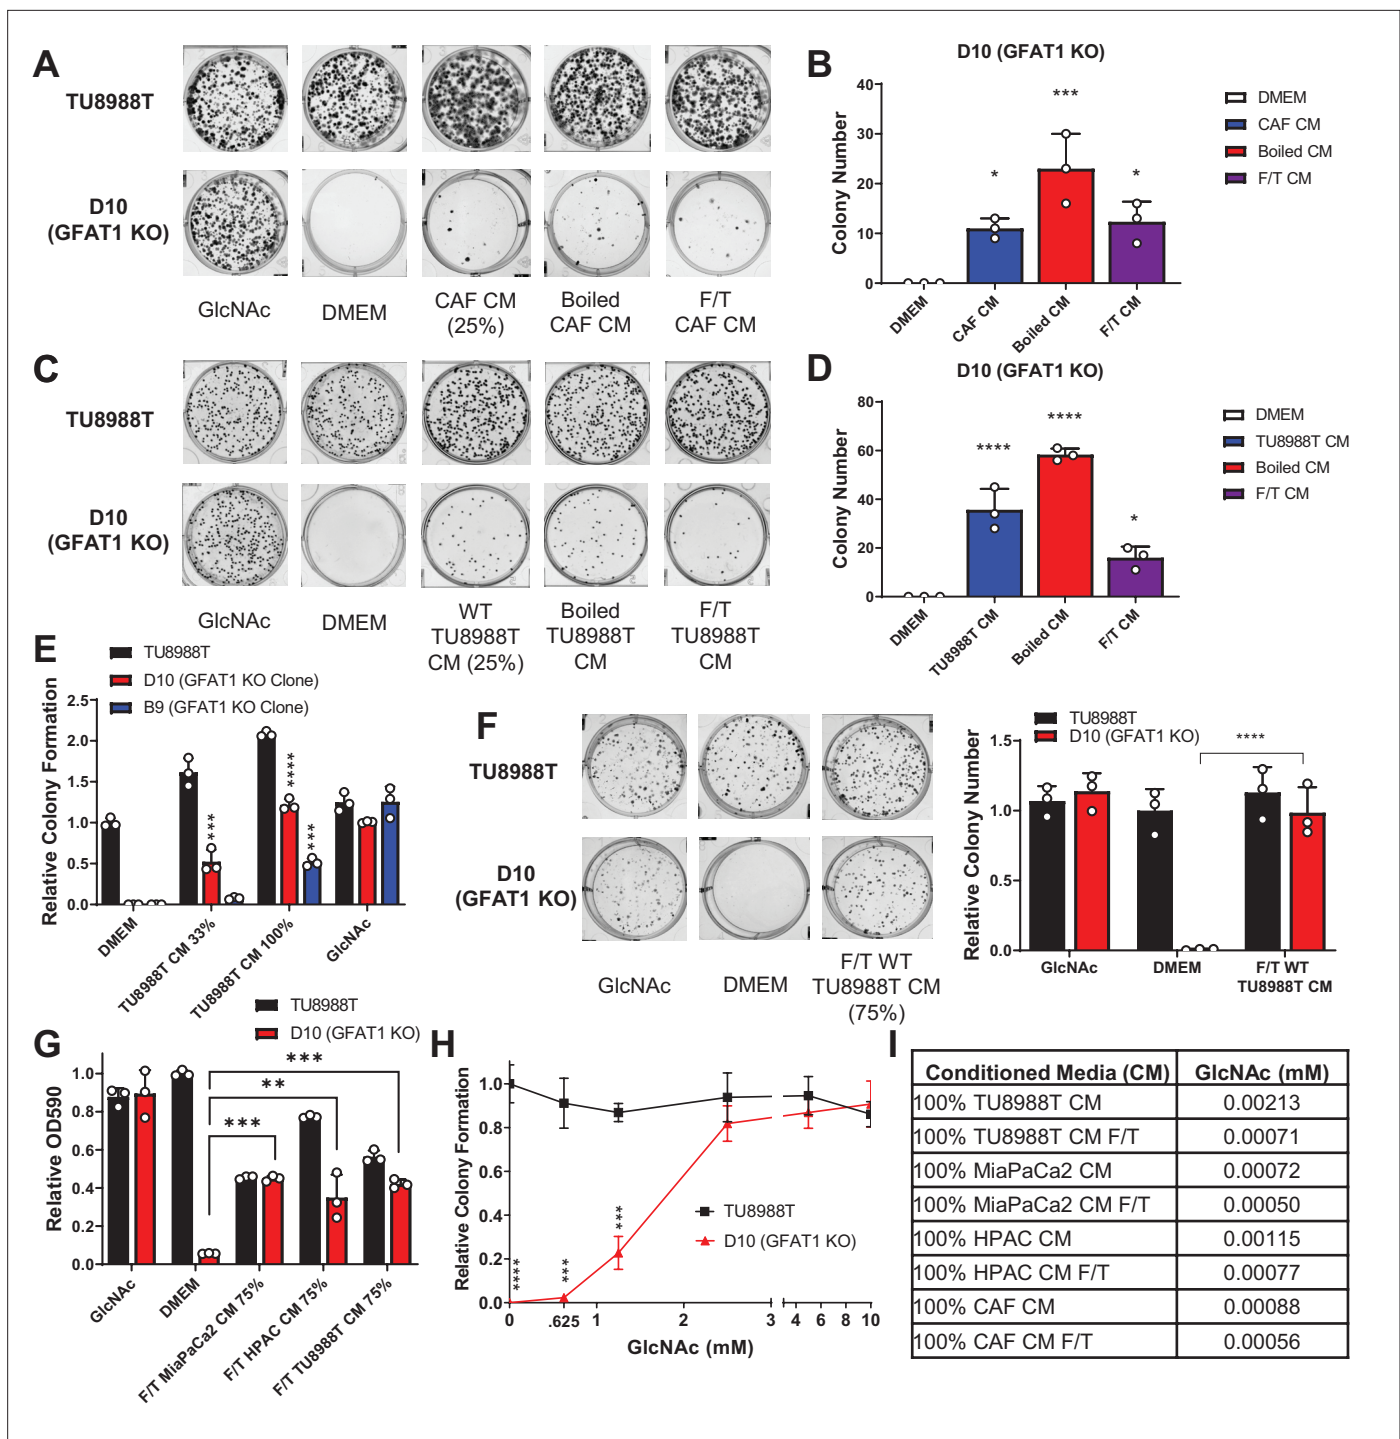 A
TU8988T
D10
(GFAT1 KO)
GlcNAc
DMEM
CAF CM
(25%)
Boiled
CAF CM
F/T
CAF CM
B
D10 (GFAT1 KO)
Colony Number
40
30
20
10
0
*
***
*
DMEM
CAF CM
Boiled CM
F/T CM
DMEM
CAF CM
Boiled CM
F/T CM
C
TU8988T
D10
(GFAT1 KO)
GlcNAc
DMEM
WT
TU8988T
CM (25%)
Boiled
TU8988T
CM
F/T
TU8988T
CM
D
D10 (GFAT1 KO)
Colony Number
80
60
40
20
0
****
****
*
DMEM
TU8988T CM
Boiled CM
F/T CM
DMEM
TU8988T CM
Boiled CM
F/T CM
E
TU8988T
D10 (GFAT1 KO Clone)
B9 (GFAT1 KO Clone)
Relative Colony Formation
2.5
2.0
1.5
1.0
0.5
0.0
***
****
***
DMEM
TU8988T CM 33%
TU8988T CM 100%
GlcNAc
F
TU8988T
D10
(GFAT1 KO)
GlcNAc
DMEM
F/T WT
TU8988T CM
(75%)
TU8988T
D10 (GFAT1 KO)
Relative Colony Number
1.5
1.0
0.5
0.0
****
GlcNAc
DMEM
F/T WT
TU8988T CM
G
TU8988T
D10 (GFAT1 KO)
Relative OD590
1.0
0.8
0.6
0.4
0.2
0.0
***
**
***
GlcNAc
DMEM
F/T MiaPaCa2 CM 75%
F/T HPAC CM 75%
F/T TU8988T CM 75%
H
Relative Colony Formation
1.0
0.8
0.6
0.4
0.2
0.0
****
***
***
TU8988T
D10 (GFAT1 KO)
0 .625 1 2 3 4 6 8 10
GlcNAc (mM)
I
Conditioned Media (CM) GlcNAc (mM)
100% TU8988T CM 0.00213
100% TU8988T CM F/T 0.00071
100% MiaPaCa2 CM 0.00072
100% MiaPaCa2 CM F/T 0.00050
100% HPAC CM 0.00115
100% HPAC CM F/T 0.00077
100% CAF CM 0.00088
100% CAF CM F/T 0.00056